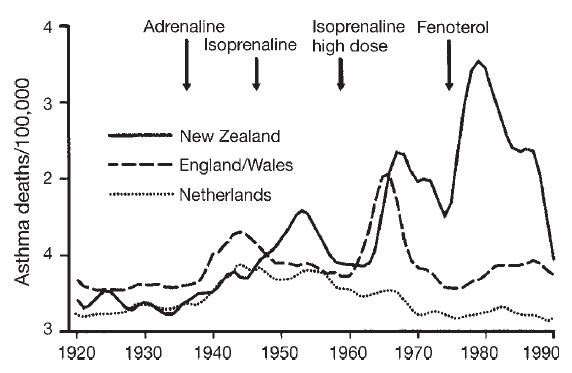 Adrenaline
Isoprenaline
Isoprenaline
high dose
Fenoterol
Asthma deaths/100,000
4
3
2
4
3
New Zealand
England/Wales
Netherlands
1920 1930 1940 1950 1960 1970 1980 1990